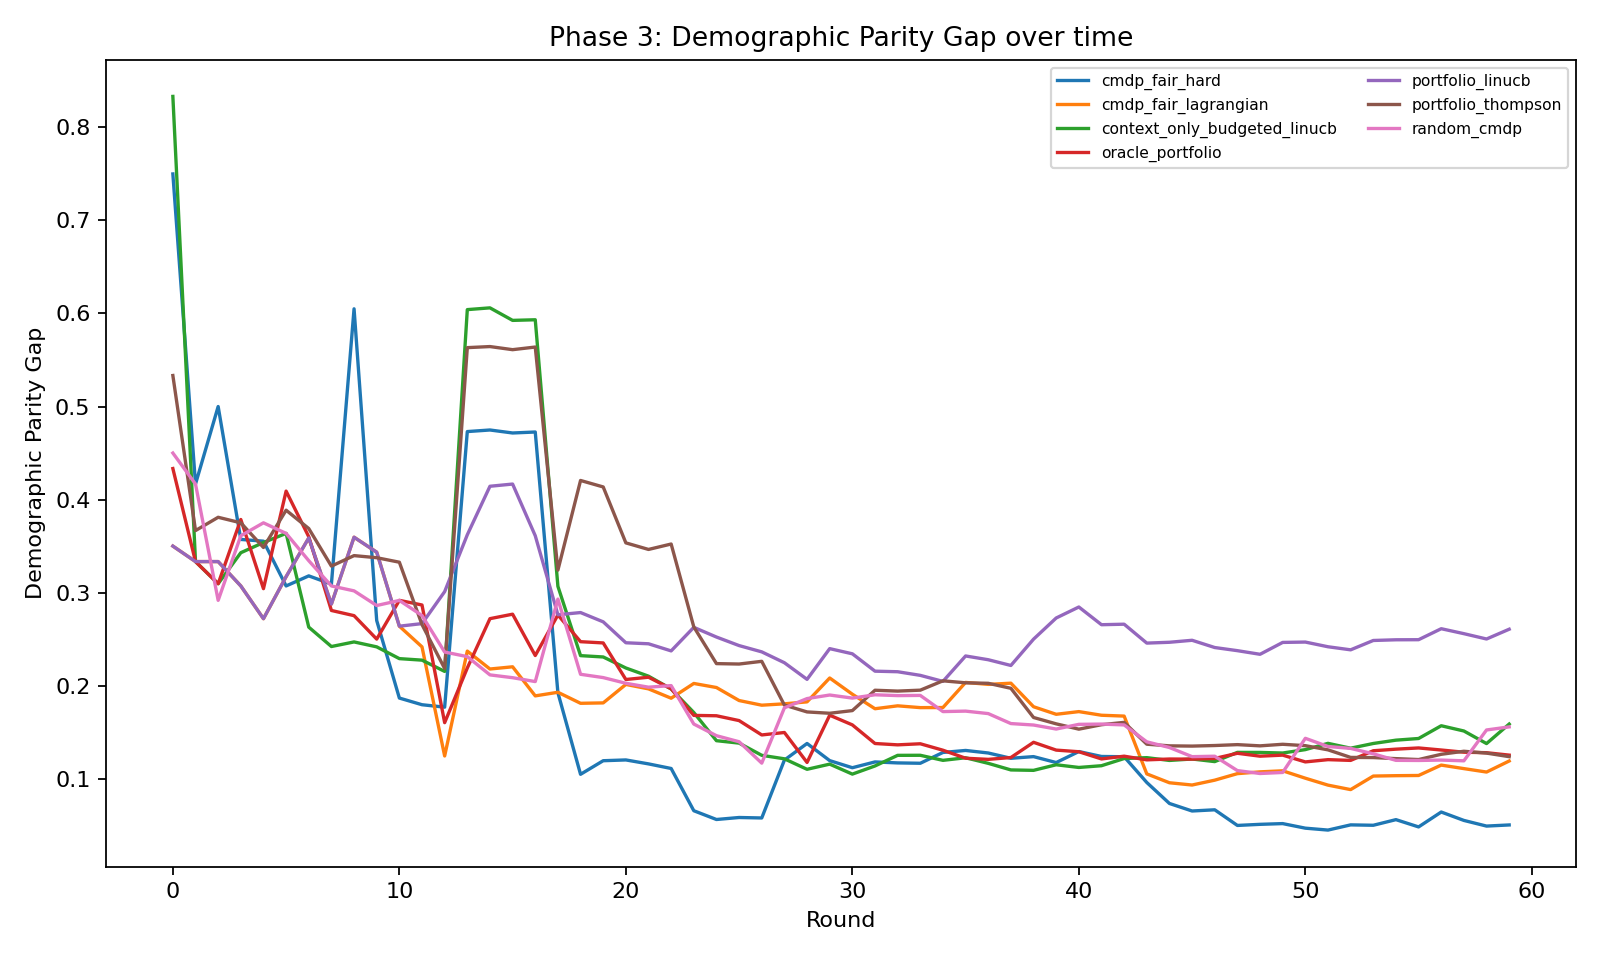 Phase 3: Demographic Parity Gap over time
cmdp_fair_hard
cmdp_fair_lagrangian
context_only_budgeted_linucb
oracle_portfolio
portfolio_linucb
portfolio_thompson
random_cmdp
Demographic Parity Gap
0.8
0.7
0.6
0.5
0.4
0.3
0.2
0.1
0 10 20 30 40 50 60
Round